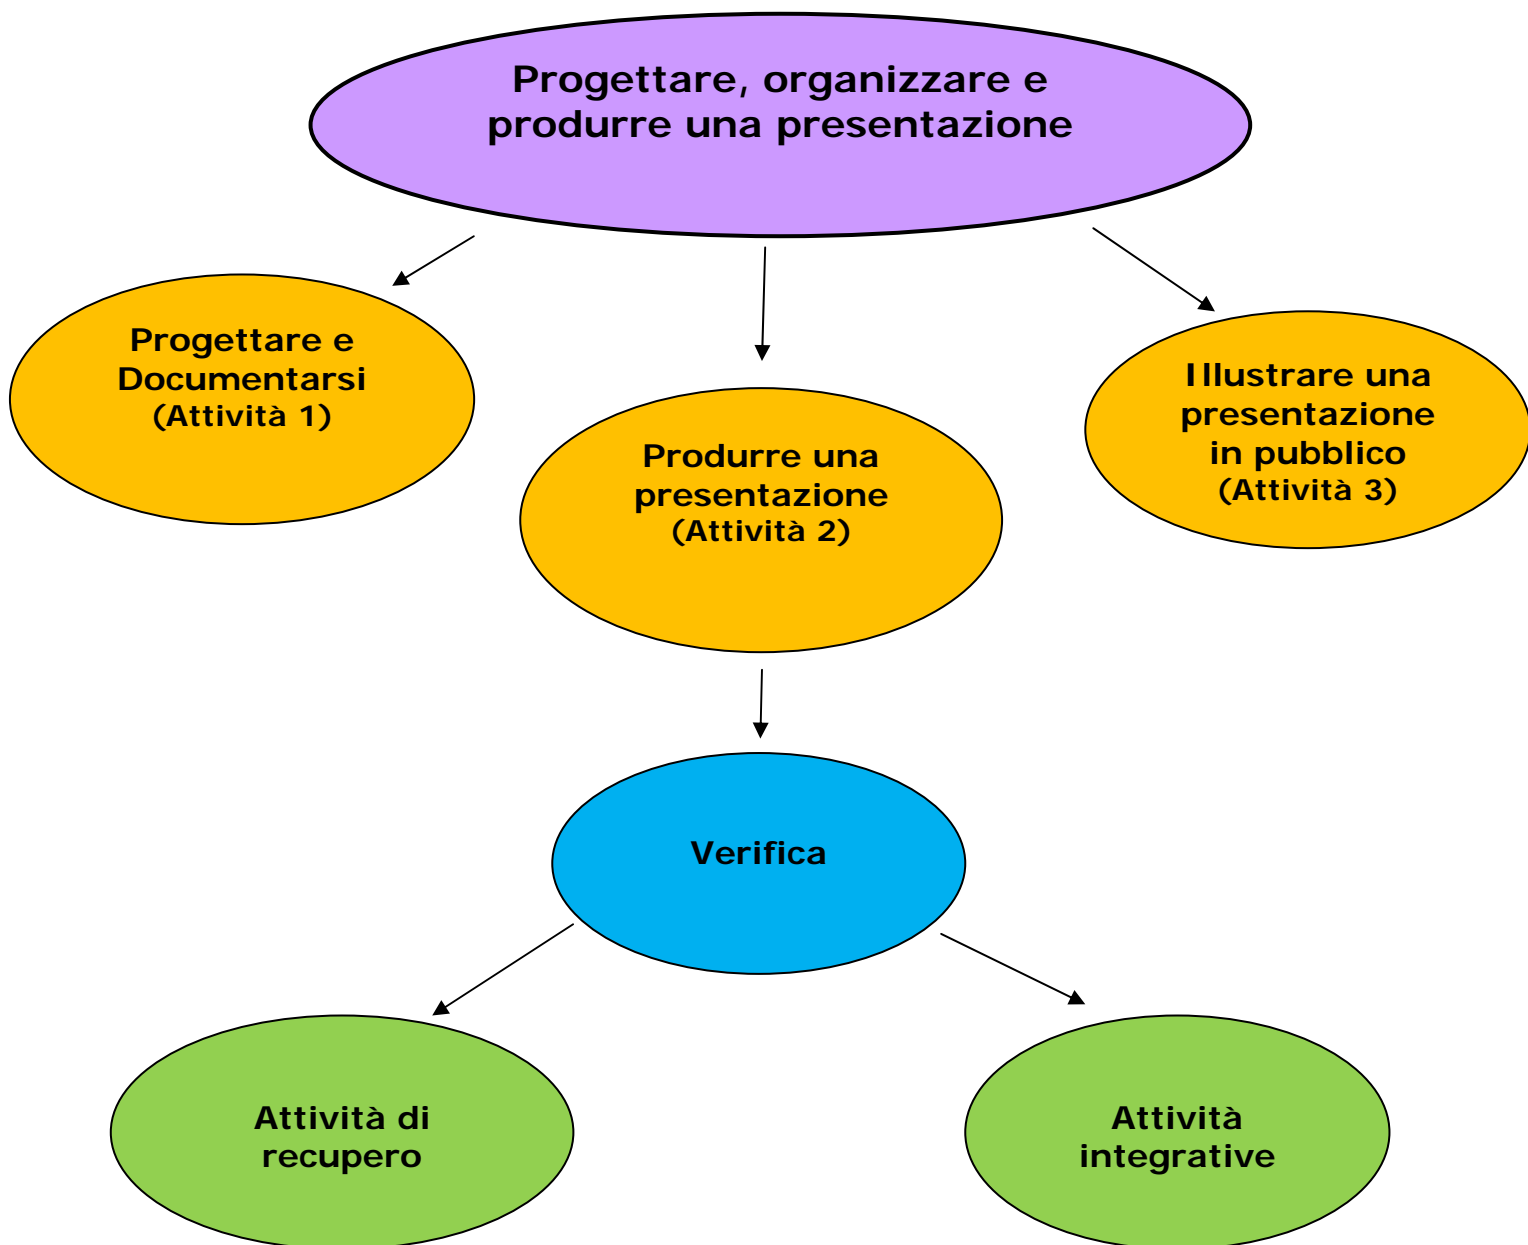 Progettare, organizzare e
produrre una presentazione
Progettare e
Documentarsi
(Attività 1)
Produrre una
presentazione
(Attività 2)
Illustrare una
presentazione
in pubblico
(Attività 3)
Verifica
Attività di
recupero
Attività
integrative